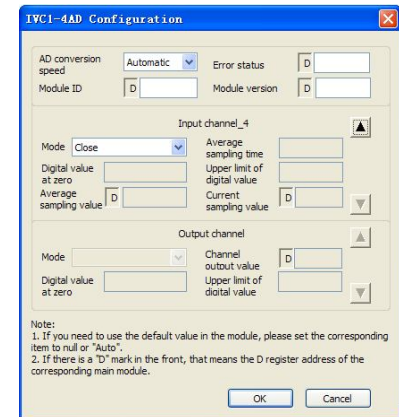 IVC1-4AD Configuration
AD conversion speed Automatic Error status D
Module ID D Module version D
Input channel_4
Mode Close Average sampling time
Digital value at zero Upper limit of digital value
Average sampling value D Current sampling value D
Output channel
Mode Channel output value D
Digital value at zero Upper limit of digital value
Note:
1. If you need to use the default value in the module, please set the corresponding
item to null or "Auto".
2. If there is a "D" mark in the front, that means the D register address of the
corresponding main module.
OK Cancel